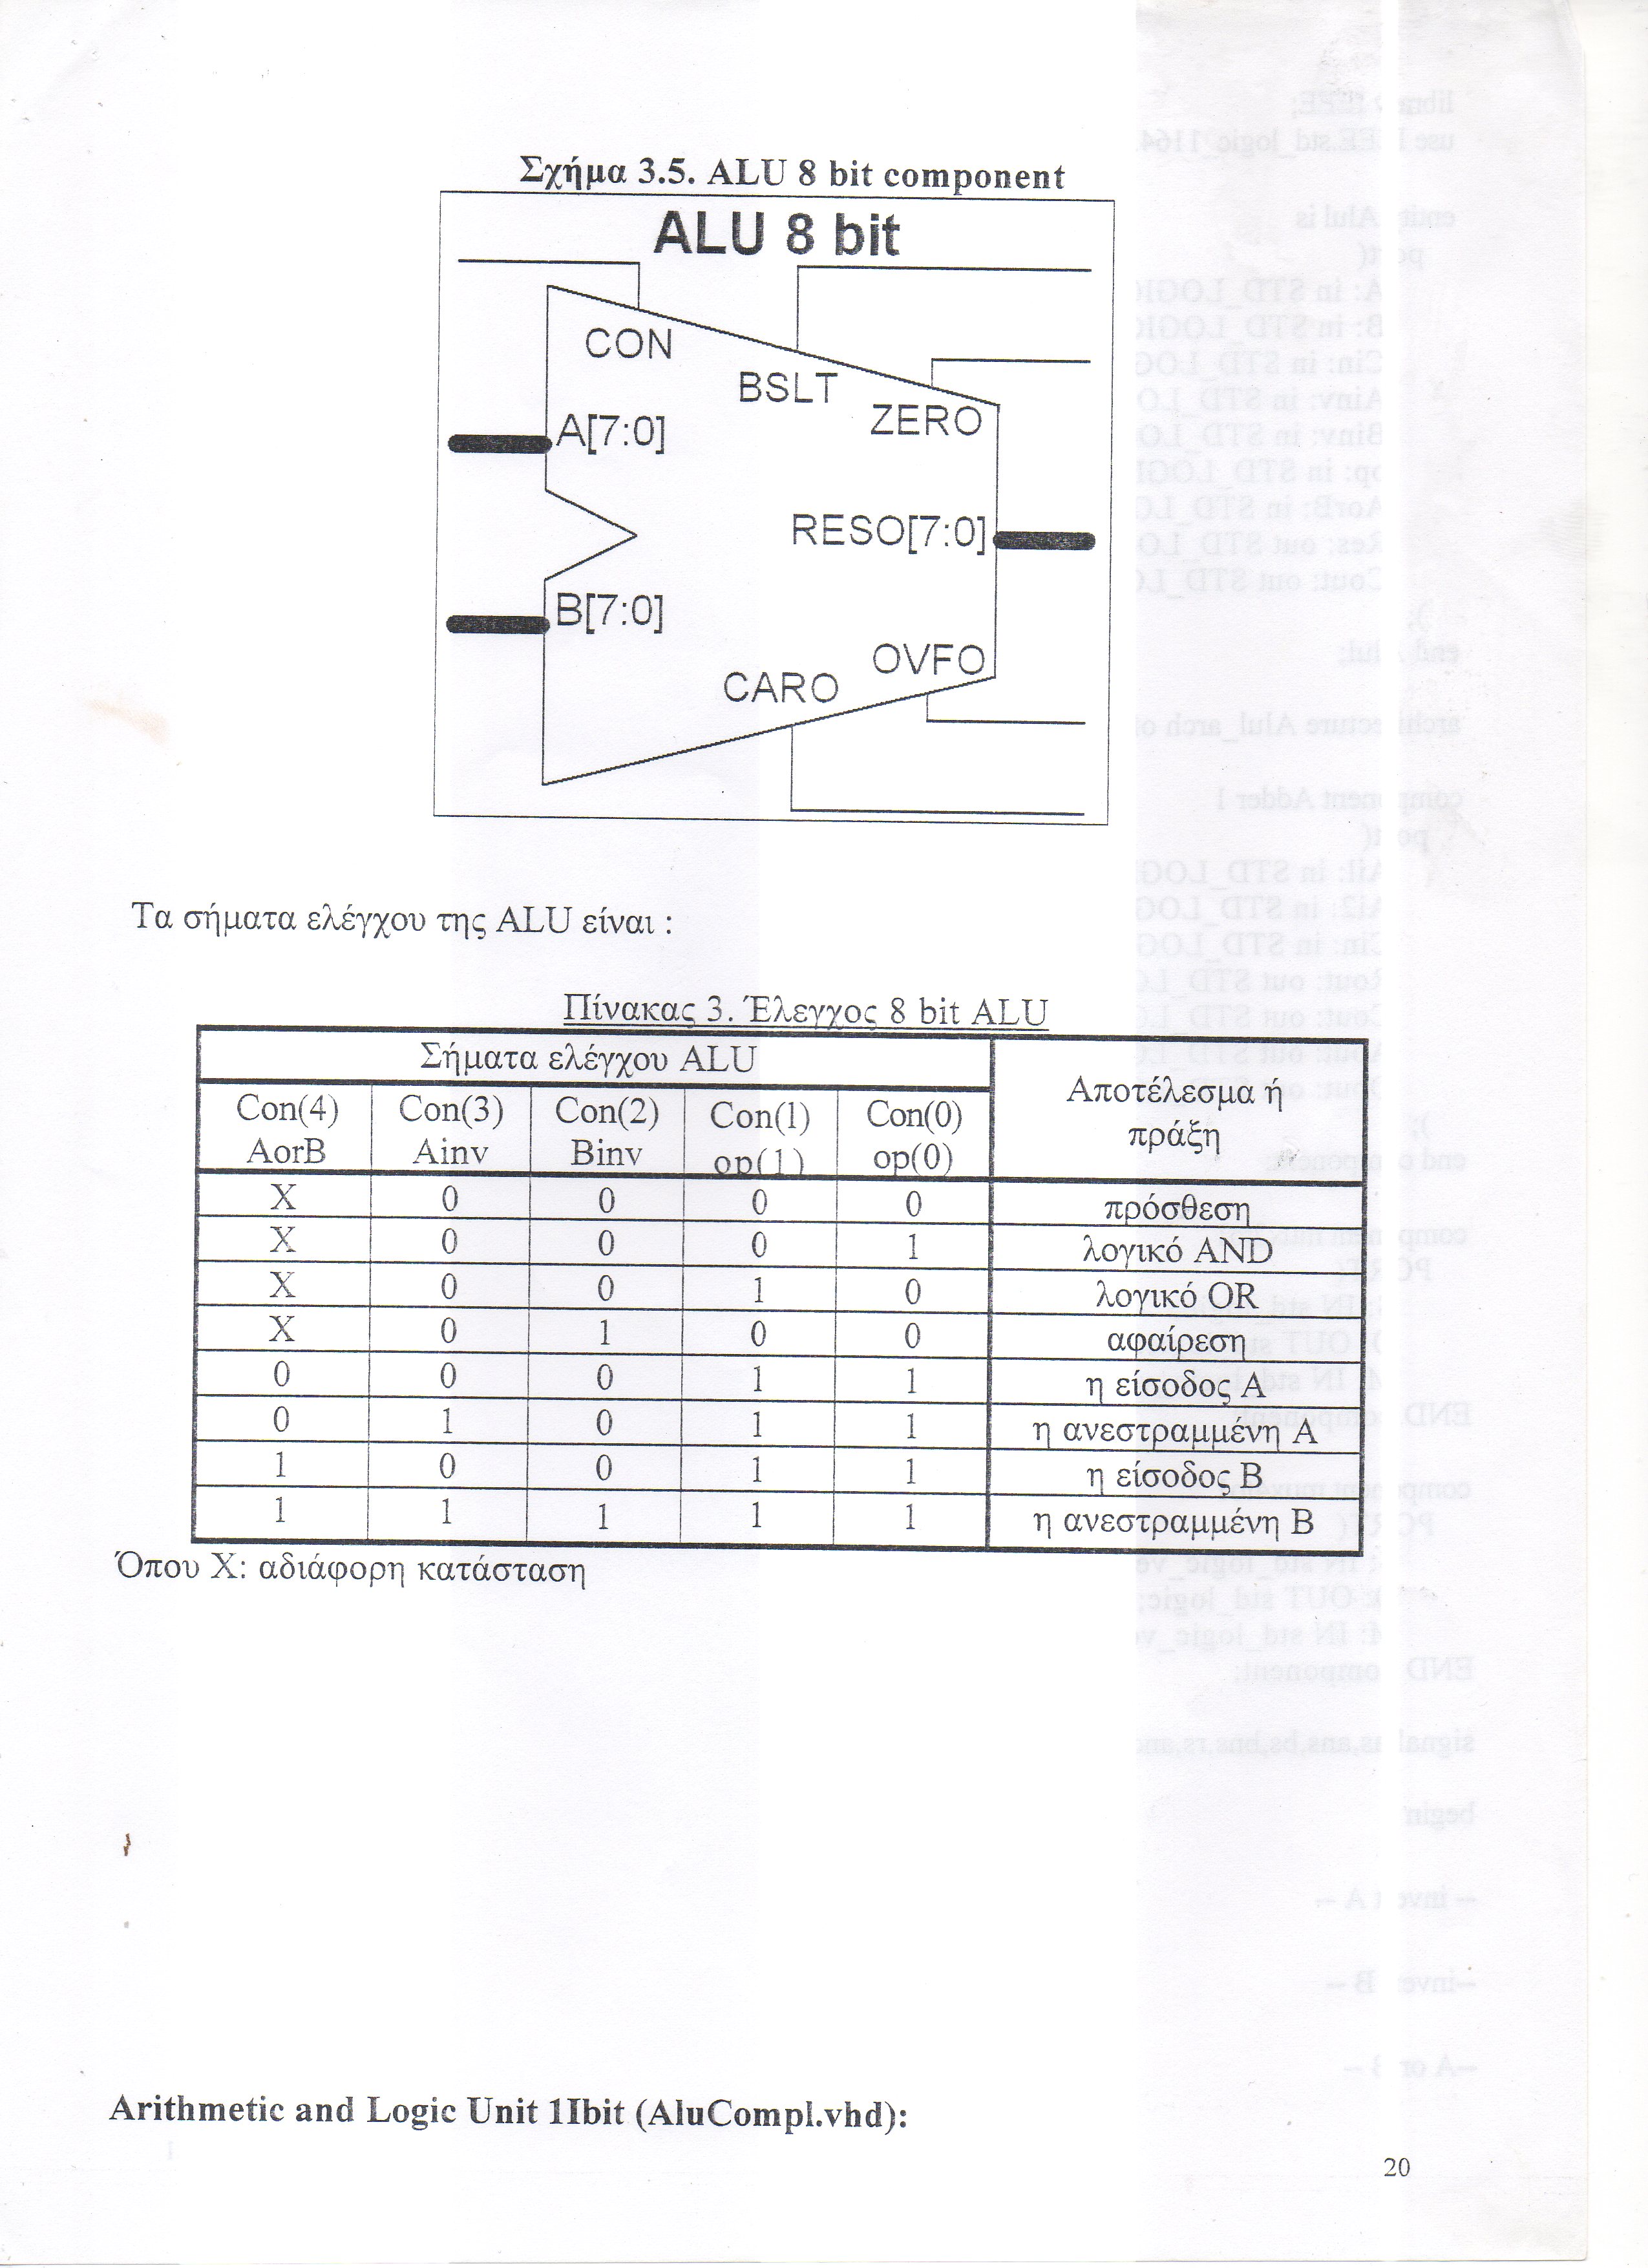 Σχήμα 3.5. ALU 8 bit component
ALU 8 bit
CON
BSLT
ZERO
A[7:0]
RESO[7:0]
B[7:0]
OVFO
CARO
Τα σήματα ελέγχου της ALU είναι :
Πίνακας 3. Έλεγχος 8 bit ALU
Σήματα ελέγχου ALU
Αποτέλεσμα ή πράξη
Con(4) AorB Con(3) Ainv Con(2) Binv Con(1) op(1) Con(0) op(0)
X 0 0 0 0 πρόσθεση
X 0 0 0 1 λογικό AND
X 0 0 1 0 λογικό OR
X 0 1 0 0 αφαίρεση
0 0 0 1 1 η είσοδος A
0 1 0 1 1 η ανεστραμμένη A
1 0 0 1 1 η είσοδος B
1 1 1 1 1 η ανεστραμμένη B
Όπου X: αδιάφορη κατάσταση
Arithmetic and Logic Unit 1Ibit (AluCompl.vhd):
20